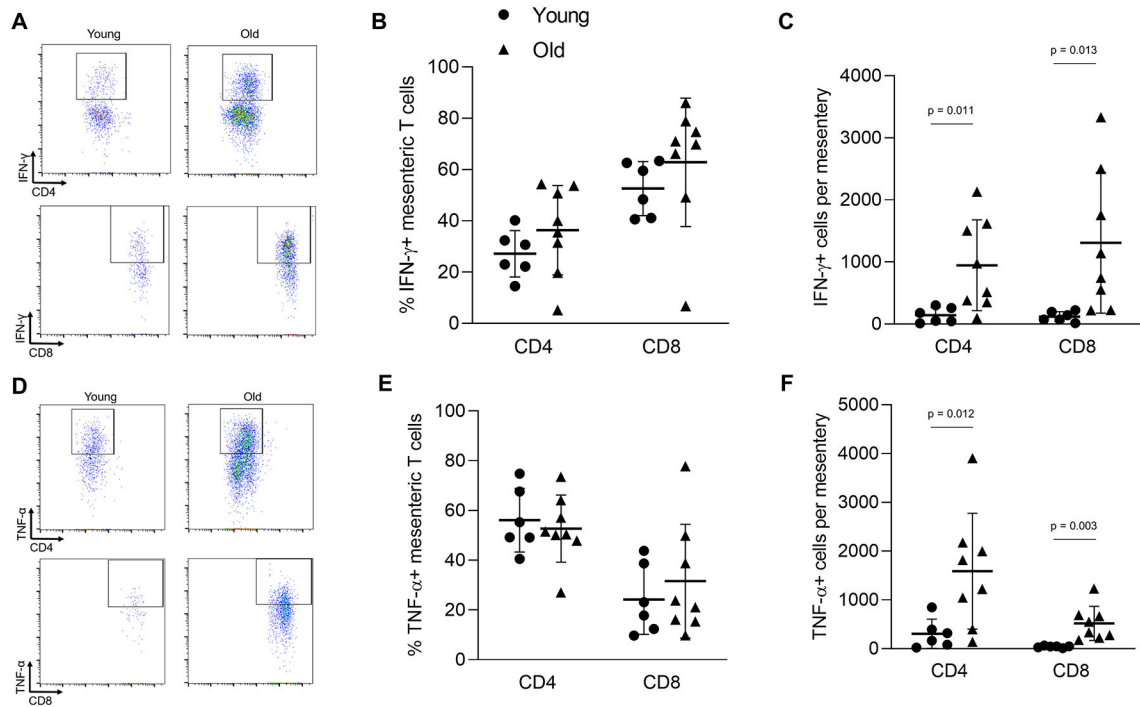 A
Young
Old
IFN-γ
CD4
IFN-γ
CD8
B
Young
Old
% IFN-γ+ mesenteric T cells
100
80
60
40
20
0
CD4
CD8
C
IFN-γ+ cells per mesentery
4000
3000
2000
1000
0
p = 0.011
p = 0.013
CD4
CD8
D
Young
Old
TNF-α
CD4
TNF-α
CD8
E
% TNF-α+ mesenteric T cells
100
80
60
40
20
0
CD4
CD8
F
TNF-α+ cells per mesentery
5000
4000
3000
2000
1000
0
p = 0.012
p = 0.003
CD4
CD8